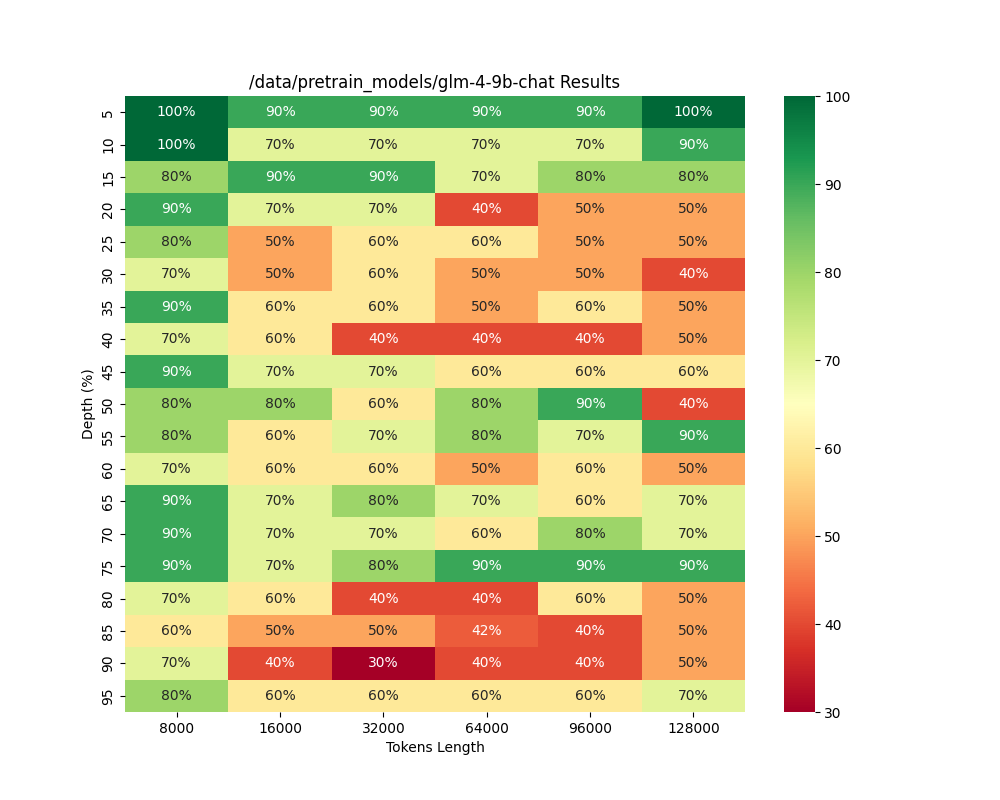 /data/pretrain_models/glm-4-9b-chat Results
5 100% 90% 90% 90% 90% 100%
10 100% 70% 70% 70% 70% 90%
15 80% 90% 90% 70% 80% 80%
20 90% 70% 70% 40% 50% 50%
25 80% 50% 60% 60% 50% 50%
30 70% 50% 60% 50% 50% 40%
35 90% 60% 60% 50% 60% 50%
40 70% 60% 40% 40% 40% 50%
45 90% 70% 70% 60% 60% 60%
50 80% 80% 60% 80% 90% 40%
55 80% 60% 70% 80% 70% 90%
60 70% 60% 60% 50% 60% 50%
65 90% 70% 80% 70% 60% 70%
70 90% 70% 70% 60% 80% 70%
75 90% 70% 80% 90% 90% 90%
80 70% 60% 40% 40% 60% 50%
85 60% 50% 50% 42% 40% 50%
90 70% 40% 30% 40% 40% 50%
95 80% 60% 60% 60% 60% 70%
8000 16000 32000 64000 96000 128000
Tokens Length
Depth (%)
100
90
80
70
60
50
40
30